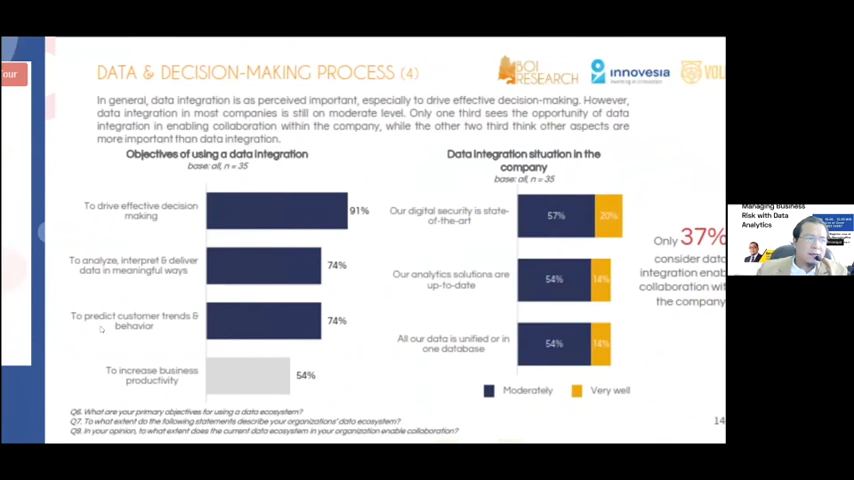 our
DATA & DECISION-MAKING PROCESS (4)
BOI
RESEARCH
innovesia
VOL
In general, data integration is as perceived important, especially to drive effective decision-making. However,
data integration in most companies is still on moderate level. Only one third sees the opportunity of data
integration in enabling collaboration within the company, while the other two third think other aspects are
more important than data integration.
Objectives of using a data integration
base: all, n = 35
To drive effective decision
making
91%
To analyze, interpret & deliver
data in meaningful ways
74%
To predict customer trends &
behavior
74%
To increase business
productivity
54%
Data integration situation in the
company
base: all, n = 35
Our digital security is state-
of-the-art
57%
20%
Our analytics solutions are
up-to-date
54%
14%
All our data is unified or in
one database
54%
14%
Moderately
Very well
Only 37%
consider data
integration enab
collaboration wit
the company
Q6. What are your primary objectives for using a data ecosystem?
Q7. To what extent do the following statements describe your organizations' data ecosystem?
Q8. In your opinion, to what extent does the current data ecosystem in your organization enable collaboration?
14
Managing Business
Risk with Data
Analytics